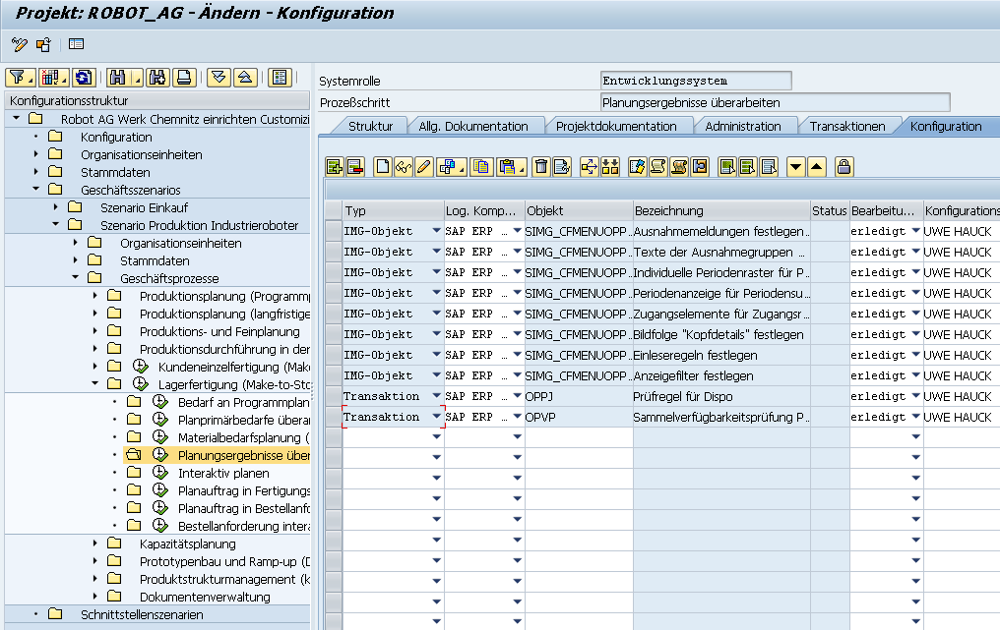 Projekt: ROBOT_AG - Ändern - Konfiguration
Systemrolle
Entwicklungssystem
Prozeßschritt
Planungsergebnisse überarbeiten
Struktur Allg. Dokumentation Projektdokumentation Administration Transaktionen Konfiguration
Konfigurationsstruktur
Robot AG Werk Chemnitz einrichten Customizi
Konfiguration
Organisationseinheiten
Stammdaten
Geschäftsszenarios
Szenario Einkauf
Szenario Produktion Industrieroboter
Organisationseinheiten
Stammdaten
Geschäftsprozesse
Produktionsplanung (Programmp
Produktionsplanung (langfristige
Produktions- und Feinplanung
Produktionsdurchführung in der
Kundeneinzelfertigung (Make
Lagerfertigung (Make-to-Sto
Bedarf an Programmplan
Planprimärbedarfe überar
Materialbedarfsplanung (
Planungsergebnisse über
Interaktiv planen
Planauftrag in Fertigungs
Planauftrag in Bestellanfo
Bestellanforderung intera
Kapazitätsplanung
Prototypenbau und Ramp-up (D
Produktstrukturmanagement (k
Dokumentenverwaltung
Schnittstellenszenarien
Typ Log. Komp... Objekt Bezeichnung Status Bearbeitu... Konfigurations
IMG-Objekt SAP ERP ... SIMG_CFMENUOPP... Ausnahmemeldungen festlegen... erledigt UWE HAUCK
IMG-Objekt SAP ERP ... SIMG_CFMENUOPP... Texte der Ausnahmegruppen ... erledigt UWE HAUCK
IMG-Objekt SAP ERP ... SIMG_CFMENUOPP... Individuelle Periodenraster für P... erledigt UWE HAUCK
IMG-Objekt SAP ERP ... SIMG_CFMENUOPP... Periodenanzeige für Periodensu... erledigt UWE HAUCK
IMG-Objekt SAP ERP ... SIMG_CFMENUOPP... Zugangselemente für Zugangsr... erledigt UWE HAUCK
IMG-Objekt SAP ERP ... SIMG_CFMENUOPP... Bildfolge "Kopfdetails" festlegen erledigt UWE HAUCK
IMG-Objekt SAP ERP ... SIMG_CFMENUOPP... Einleseregeln festlegen erledigt UWE HAUCK
IMG-Objekt SAP ERP ... SIMG_CFMENUOPP... Anzeigefilter festlegen erledigt UWE HAUCK
Transaktion SAP ERP ... OPPJ Prüfregel für Dispo erledigt UWE HAUCK
Transaktion SAP ERP ... OPVP Sammelverfügbarkeitsprüfung P... erledigt UWE HAUCK